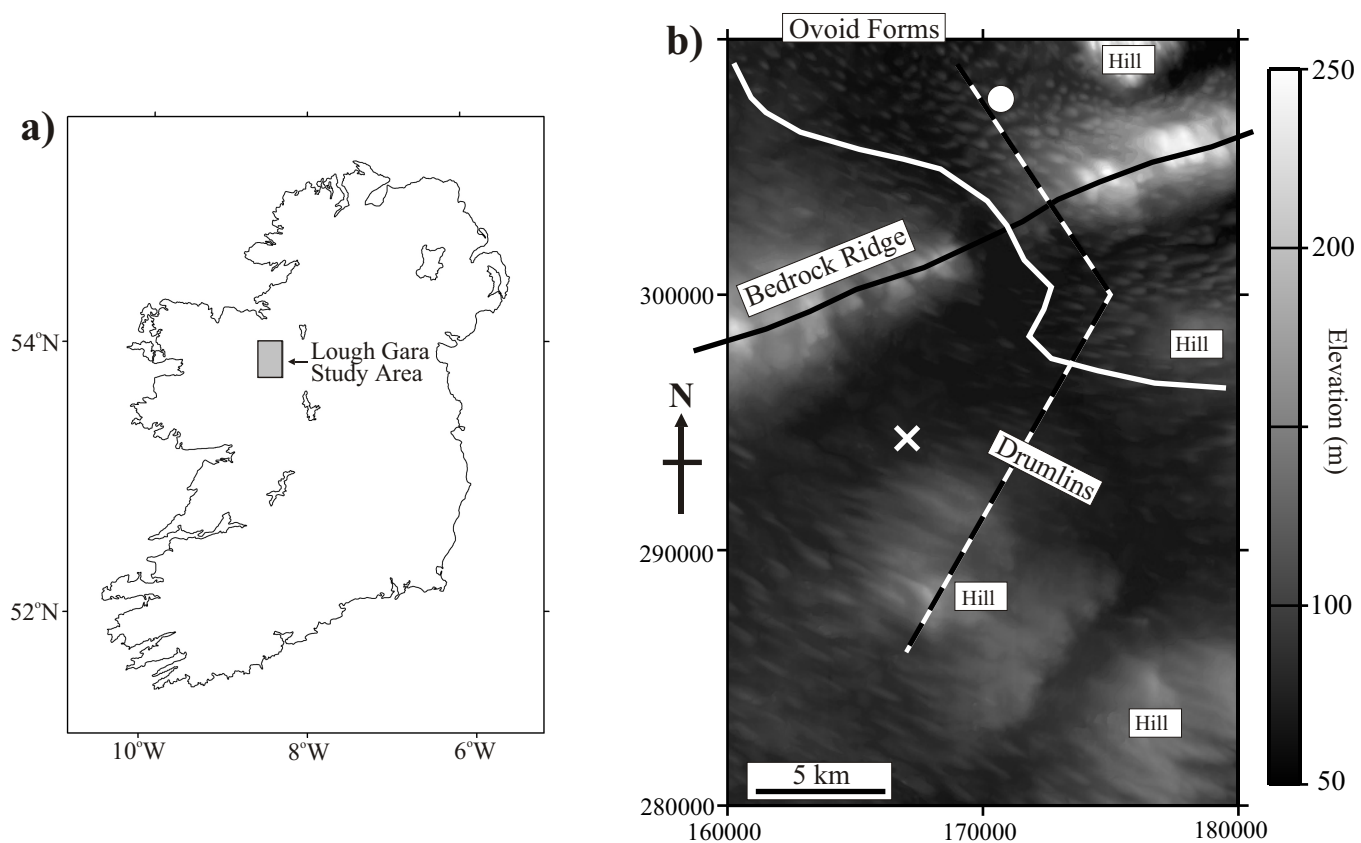 a)
54°N
52°N
10°W
8°W
6°W
Lough Gara
Study Area
N
b)
Ovoid Forms
Hill
Bedrock Ridge
Hill
Drumlins
Hill
Hill
5 km
300000
290000
280000
160000
170000
180000
250
200
100
50
Elevation (m)